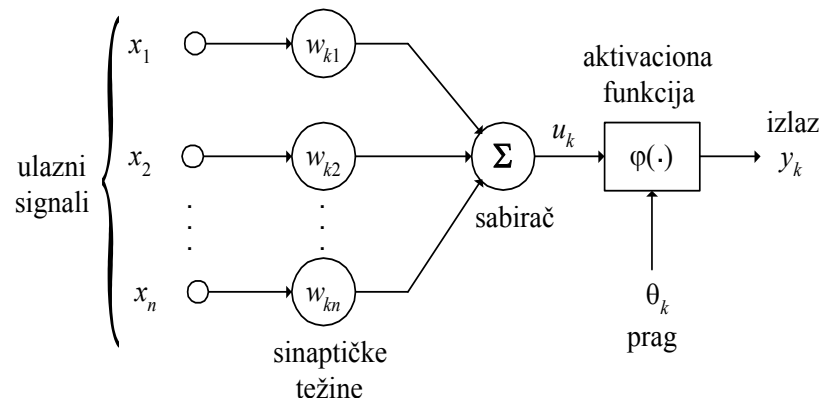 x1
wk1
aktivaciona
funkcija
izlaz
yk
ulazni
signali
x2
wk2
Σ
uk
φ(.)
sabirač
xn
wkn
θk
prag
sinaptičke
težine